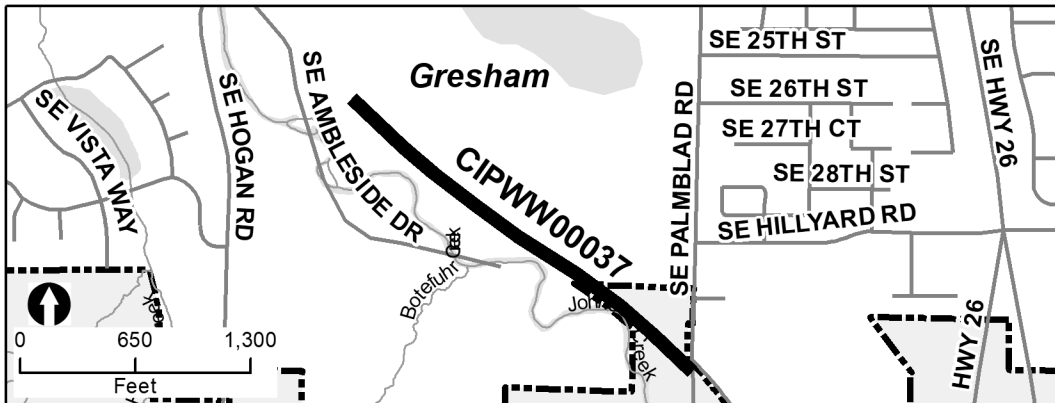 SE 25TH ST
Gresham
SE 26TH ST
SE VISTA WAY
SE HOGAN RD
SE AMBLESIDE DR
SE PALMBLAD RD
SE HWY 26
SE 27TH CT
CIPWW00037
SE 28TH ST
SE HILLYARD RD
Botefuhr Creek
Creek
HWY 26
0 650 1,300
Feet